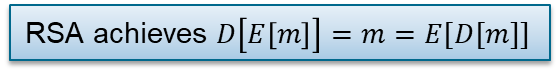 RSA achieves D[E[m]] = m = E[D[m]]